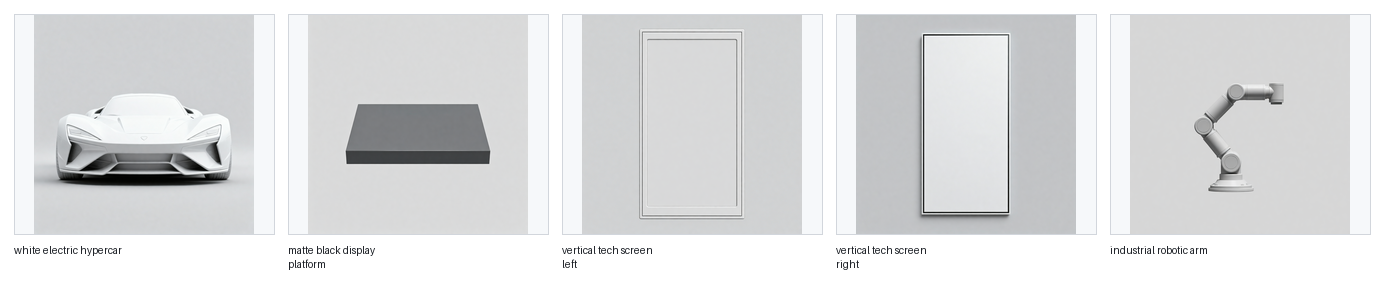 white electric hypercar
matte black display
platform
vertical tech screen
left
vertical tech screen
right
industrial robotic arm